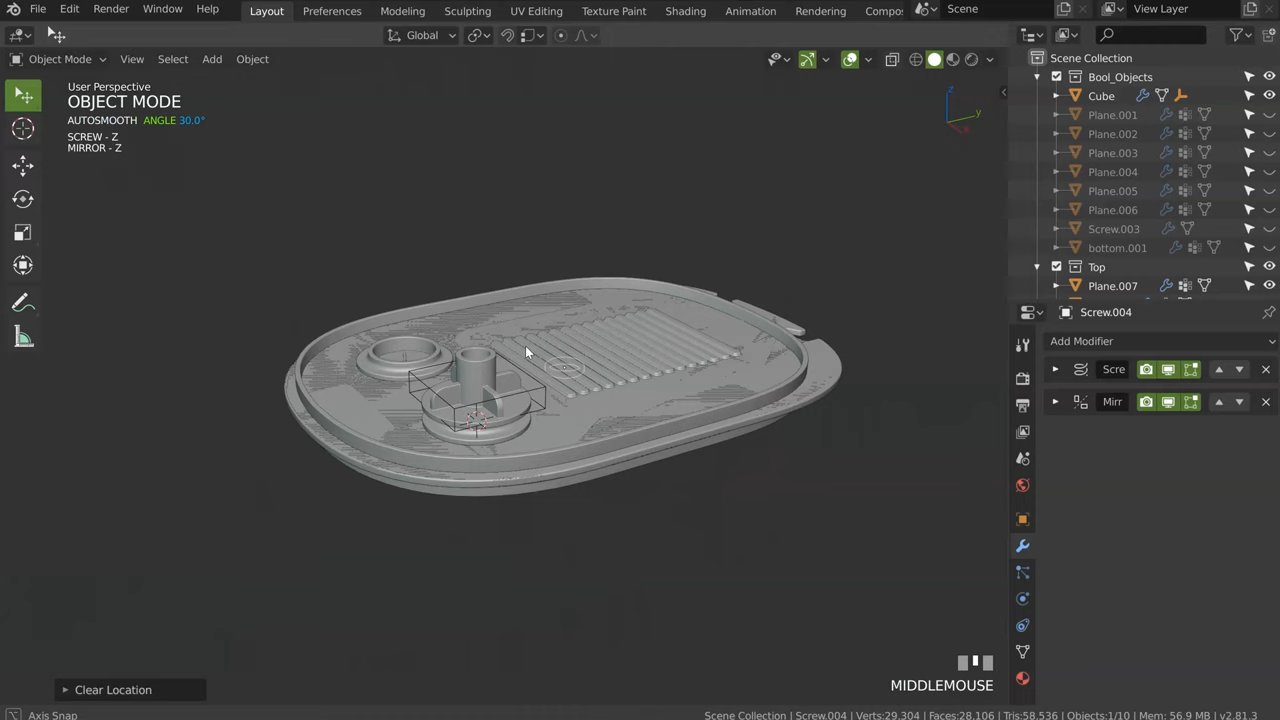 File Edit Render Window Help Layout Preferences Modeling Sculpting UV Editing Texture Paint Shading Animation Rendering Compo: Scene View Layer
Global
Object Mode View Select Add Object
User Perspective
OBJECT MODE
AUTOSMOOTH ANGLE 30.0°
SCREW - Z
MIRROR - Z
z
y
x
Scene Collection
Bool_Objects
Cube
Plane.001
Plane.002
Plane.003
Plane.004
Plane.005
Plane.006
Screw.003
bottom.001
Top
Plane.007
Screw.004
Add Modifier
Scre
Mirr
Clear Location
MIDDLEMOUSE
Axis Snap
Scene Collection | Screw.004 | Verts:29.304 | Faces:28.106 | Tris:58.536 | Objects:1/10 | Mem: 56.9 MB | v2.81.3